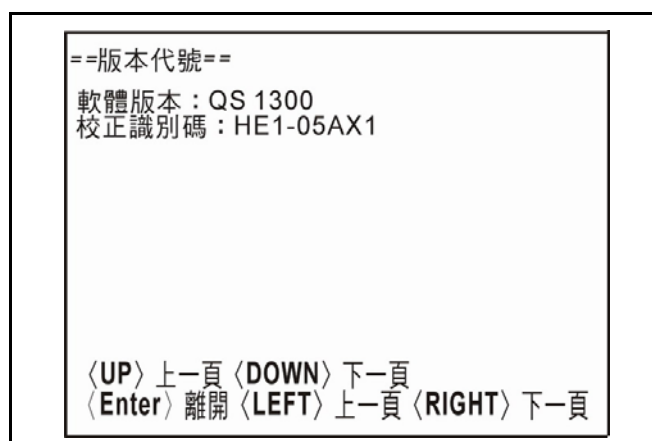 ==版本代號==
軟體版本：QS 1300
校正識別碼：HE1-05AX1
〈UP〉上一頁〈DOWN〉下一頁
〈Enter〉離開〈LEFT〉上一頁〈RIGHT〉下一頁